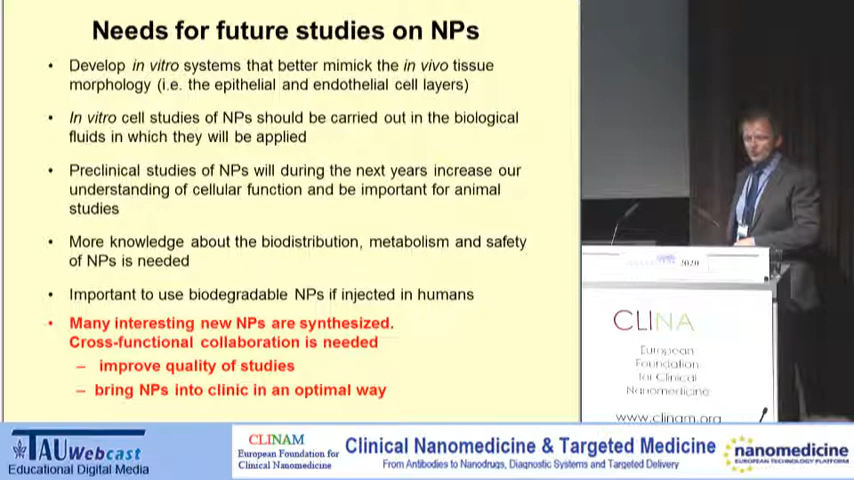 Needs for future studies on NPs
• Develop in vitro systems that better mimick the in vivo tissue
morphology (i.e. the epithelial and endothelial cell layers)
• In vitro cell studies of NPs should be carried out in the biological
fluids in which they will be applied
• Preclinical studies of NPs will during the next years increase our
understanding of cellular function and be important for animal
studies
• More knowledge about the biodistribution, metabolism and safety
of NPs is needed
• Important to use biodegradable NPs if injected in humans
• Many interesting new NPs are synthesized.
Cross-functional collaboration is needed
– improve quality of studies
– bring NPs into clinic in an optimal way
2020
CLINA
European
Foundation
for Clinical
Nanomedicine
www.clinam.org
TAUWebcast
Educational Digital Media
CLINAM
European Foundation for
Clinical Nanomedicine
Clinical Nanomedicine & Targeted Medicine
From Antibodies to Nanodrugs, Diagnostic Systems and Targeted Delivery
nanomedicine
EUROPEAN TECHNOLOGY PLATFORM